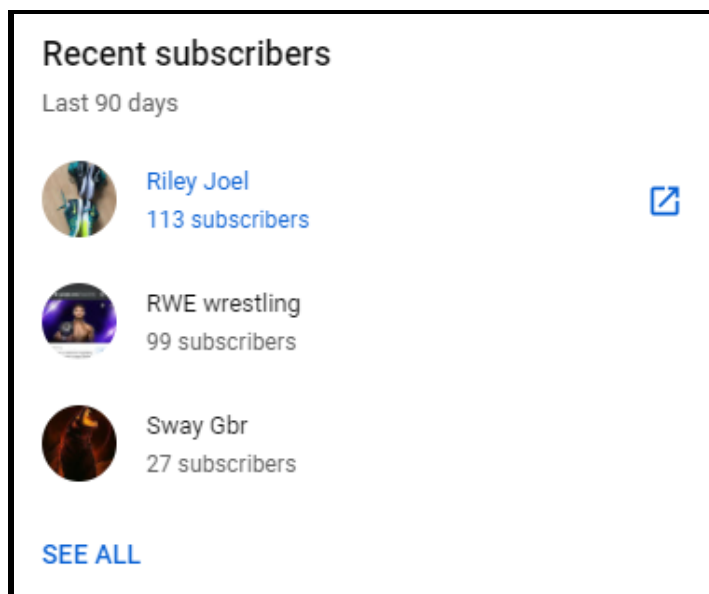 Recent subscribers
Last 90 days
Riley Joel
113 subscribers
RWE wrestling
99 subscribers
Sway Gbr
27 subscribers
SEE ALL